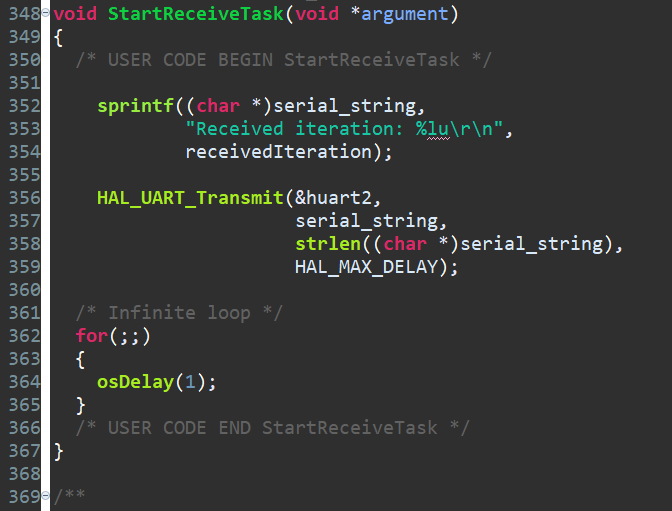 348 void StartReceiveTask(void *argument)
349 {
350   /* USER CODE BEGIN StartReceiveTask */
351
352     sprintf((char *)serial_string,
353             "Received iteration: %lu\r\n",
354             receivedIteration);
355
356     HAL_UART_Transmit(&huart2,
357                       serial_string,
358                       strlen((char *)serial_string),
359                       HAL_MAX_DELAY);
360
361   /* Infinite loop */
362   for(;;)
363   {
364     osDelay(1);
365   }
366   /* USER CODE END StartReceiveTask */
367 }
368
369 /**